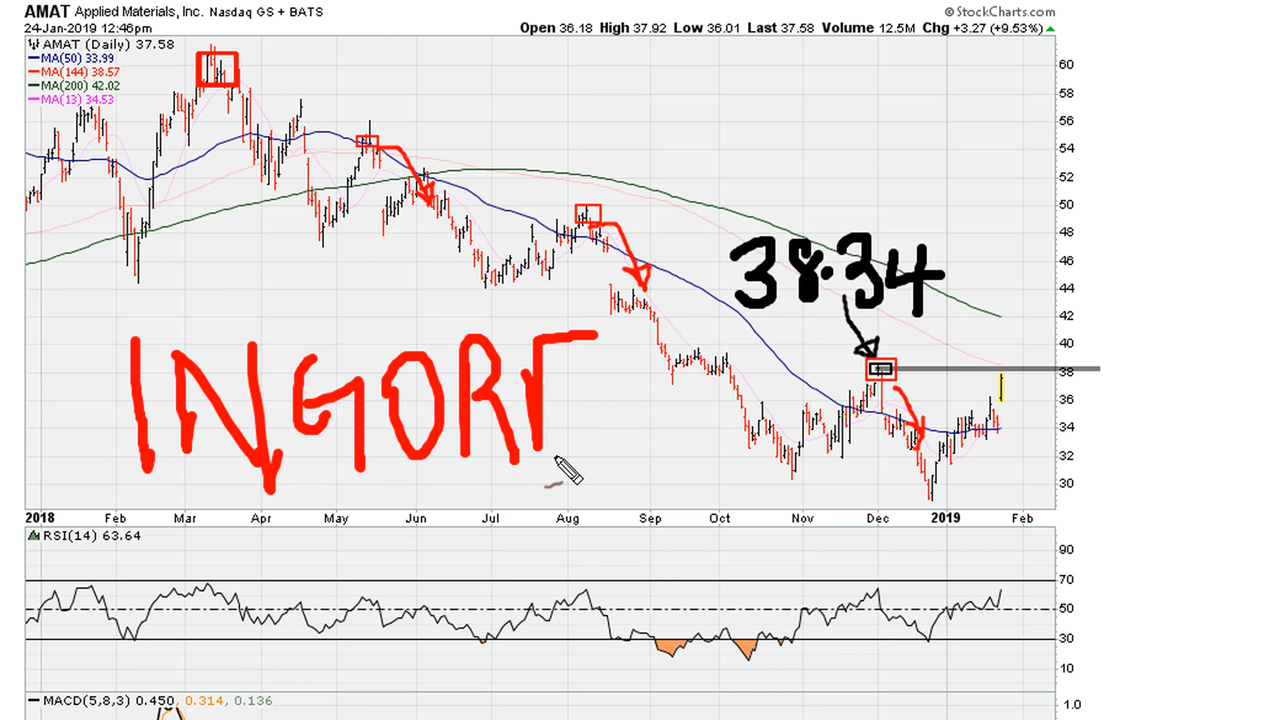 AMAT Applied Materials, Inc. Nasdaq GS + BATS © StockCharts.com
24-Jan-2019 12:46pm Open 36.18 High 37.92 Low 36.01 Last 37.58 Volume 12.5M Chg +3.27 (+9.53%)
AMAT (Daily) 37.58
MA(50) 33.99
MA(144) 38.57
MA(200) 42.02
MA(13) 34.53
60
58
56
54
52
50
48
46
44
42
40
38
36
34
32
30
38.34
INGORF
2018 Feb Mar Apr May Jun Jul Aug Sep Oct Nov Dec 2019 Feb
RSI(14) 63.64
90
70
50
30
10
MACD(5,8,3) 0.450, 0.314, 0.136
1.0